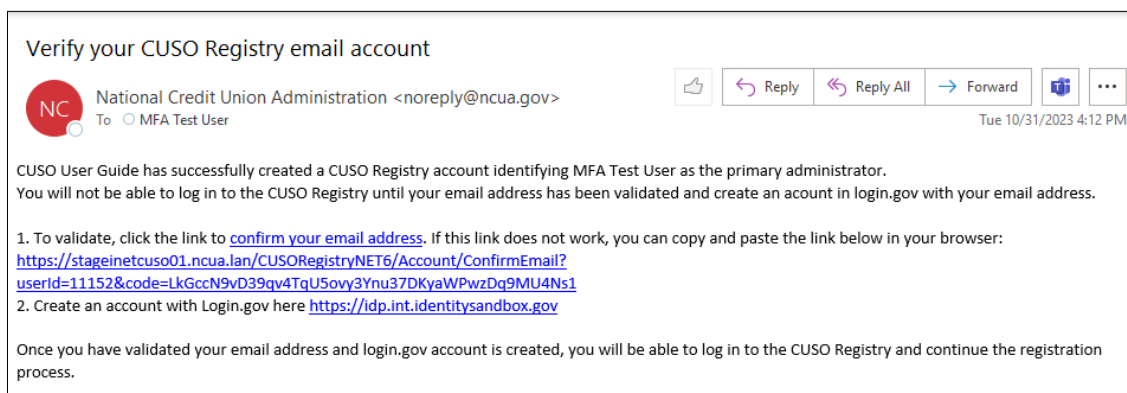 Verify your CUSO Registry email account
NC
National Credit Union Administration <noreply@ncua.gov>
To MFA Test User
Reply
Reply All
Forward
Tue 10/31/2023 4:12 PM
CUSO User Guide has successfully created a CUSO Registry account identifying MFA Test User as the primary administrator.
You will not be able to log in to the CUSO Registry until your email address has been validated and create an acount in login.gov with your email address.
1. To validate, click the link to confirm your email address. If this link does not work, you can copy and paste the link below in your browser:
https://stageinetcuso01.ncua.lan/CUSORegistryNET6/Account/ConfirmEmail?
userId=11152&code=LkGccN9vD39qv4TqU5ovy3Ynu37DKyaWPwzDq9MU4Ns1
2. Create an account with Login.gov here https://idp.int.identitysandbox.gov
Once you have validated your email address and login.gov account is created, you will be able to log in to the CUSO Registry and continue the registration
process.